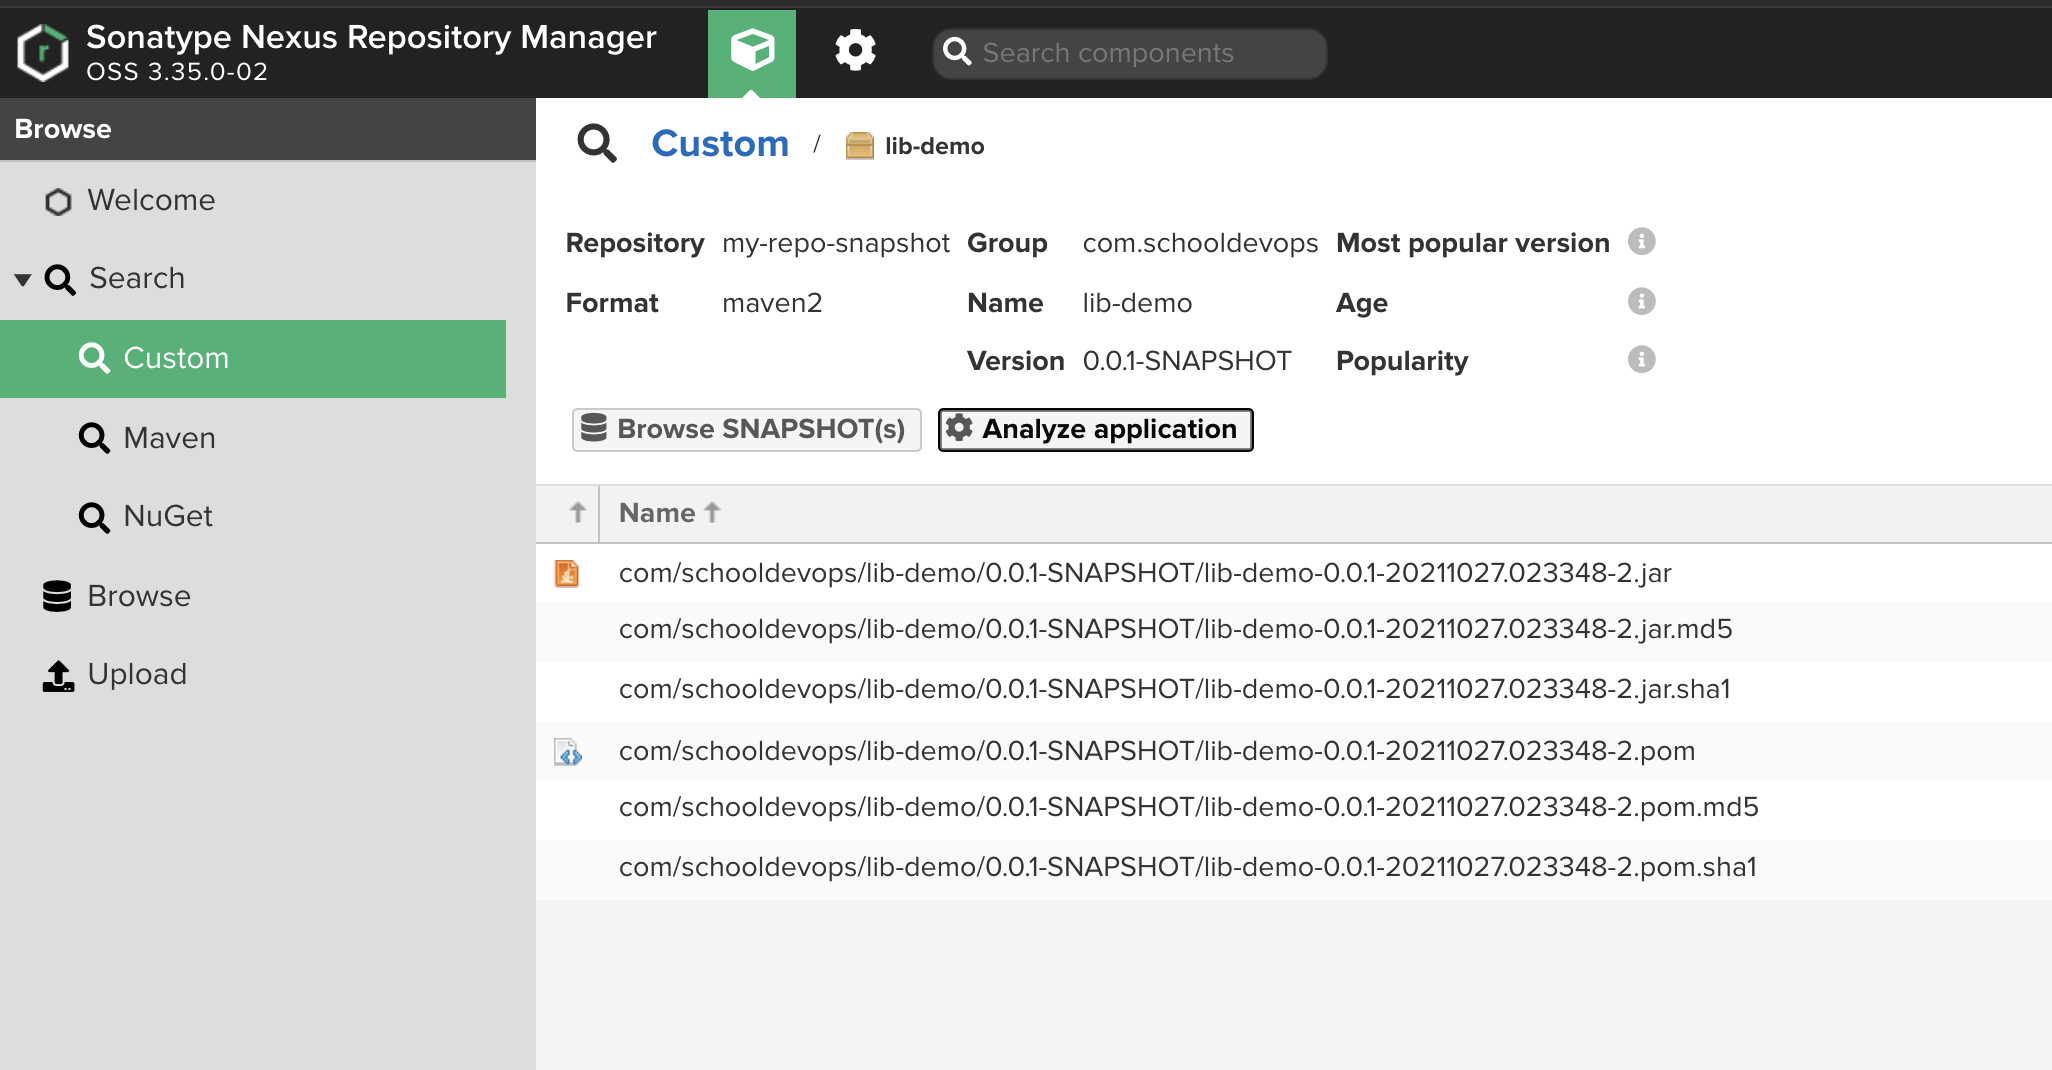 Sonatype Nexus Repository Manager
OSS 3.35.0-02
Search components
Browse
Welcome
Search
Custom
Maven
NuGet
Browse
Upload
Custom / lib-demo
Repository my-repo-snapshot Group com.schooldevops Most popular version
Format maven2 Name lib-demo Age
Version 0.0.1-SNAPSHOT Popularity
Browse SNAPSHOT(s) Analyze application
Name
com/schooldevops/lib-demo/0.0.1-SNAPSHOT/lib-demo-0.0.1-20211027.023348-2.jar
com/schooldevops/lib-demo/0.0.1-SNAPSHOT/lib-demo-0.0.1-20211027.023348-2.jar.md5
com/schooldevops/lib-demo/0.0.1-SNAPSHOT/lib-demo-0.0.1-20211027.023348-2.jar.sha1
com/schooldevops/lib-demo/0.0.1-SNAPSHOT/lib-demo-0.0.1-20211027.023348-2.pom
com/schooldevops/lib-demo/0.0.1-SNAPSHOT/lib-demo-0.0.1-20211027.023348-2.pom.md5
com/schooldevops/lib-demo/0.0.1-SNAPSHOT/lib-demo-0.0.1-20211027.023348-2.pom.sha1